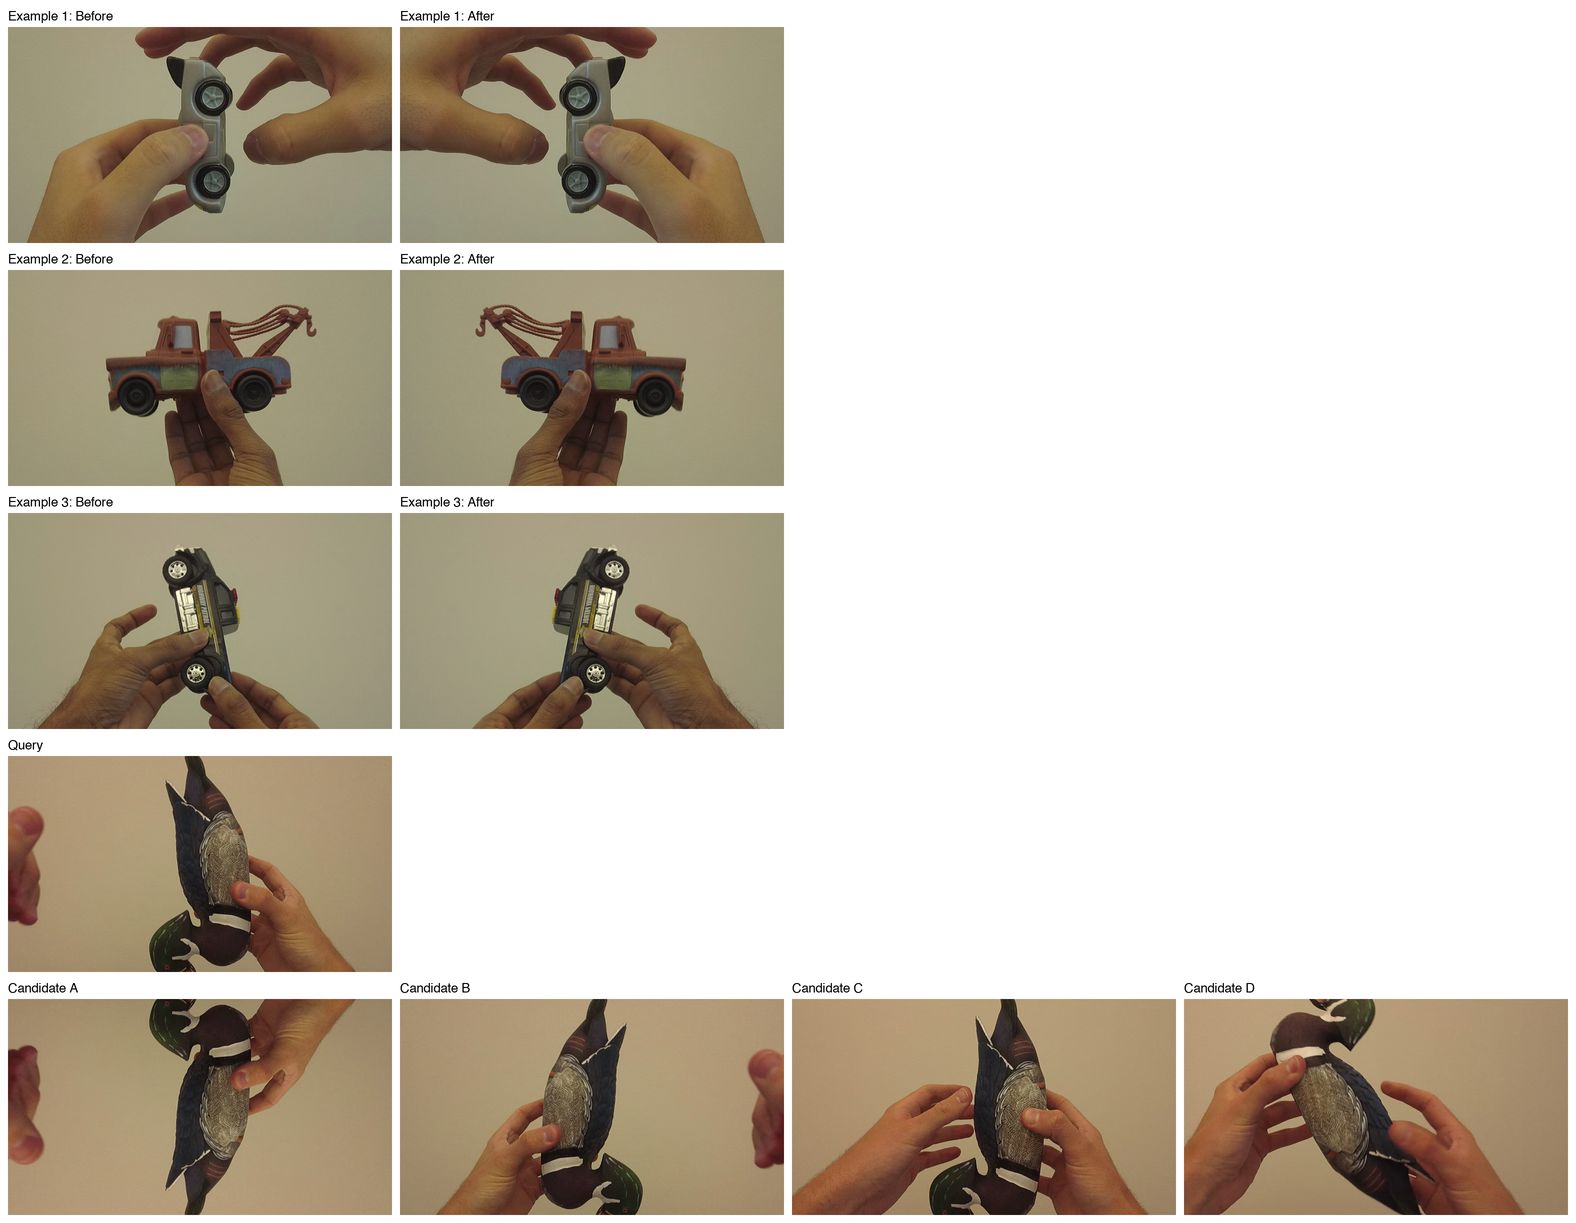 Example 1: Before
Example 1: After
Example 2: Before
Example 2: After
Example 3: Before
Example 3: After
Query
Candidate A
Candidate B
Candidate C
Candidate D